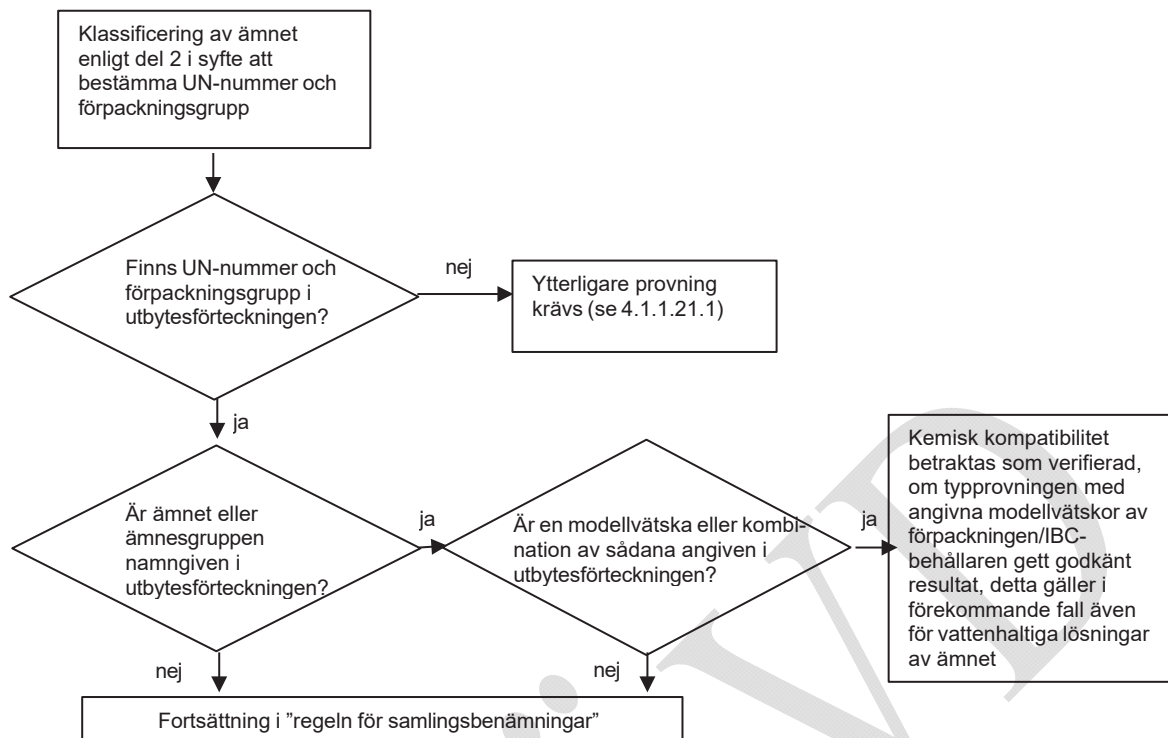 Klassificering av ämnet
enligt del 2 i syfte att
bestämma UN-nummer och
förpackningsgrupp
Finns UN-nummer och
förpackningsgrupp i
utbytesförteckningen?
nej
Ytterligare provning
krävs (se 4.1.1.21.1)
ja
Är ämnet eller
ämnesgruppen
namngiven i
utbytesförteckningen?
ja
Är en modellvätska eller kombi-
nation av sådana angiven i
utbytesförteckningen?
ja
Kemisk kompatibilitet
betraktas som verifierad,
om typprovningen med
angivna modellvätskor av
förpackningen/IBC-
behållaren gett godkänt
resultat, detta gäller i
förekommande fall även
för vattenhaltiga lösningar
av ämnet
nej
nej
Fortsättning i ”regeln för samlingsbenämningar”